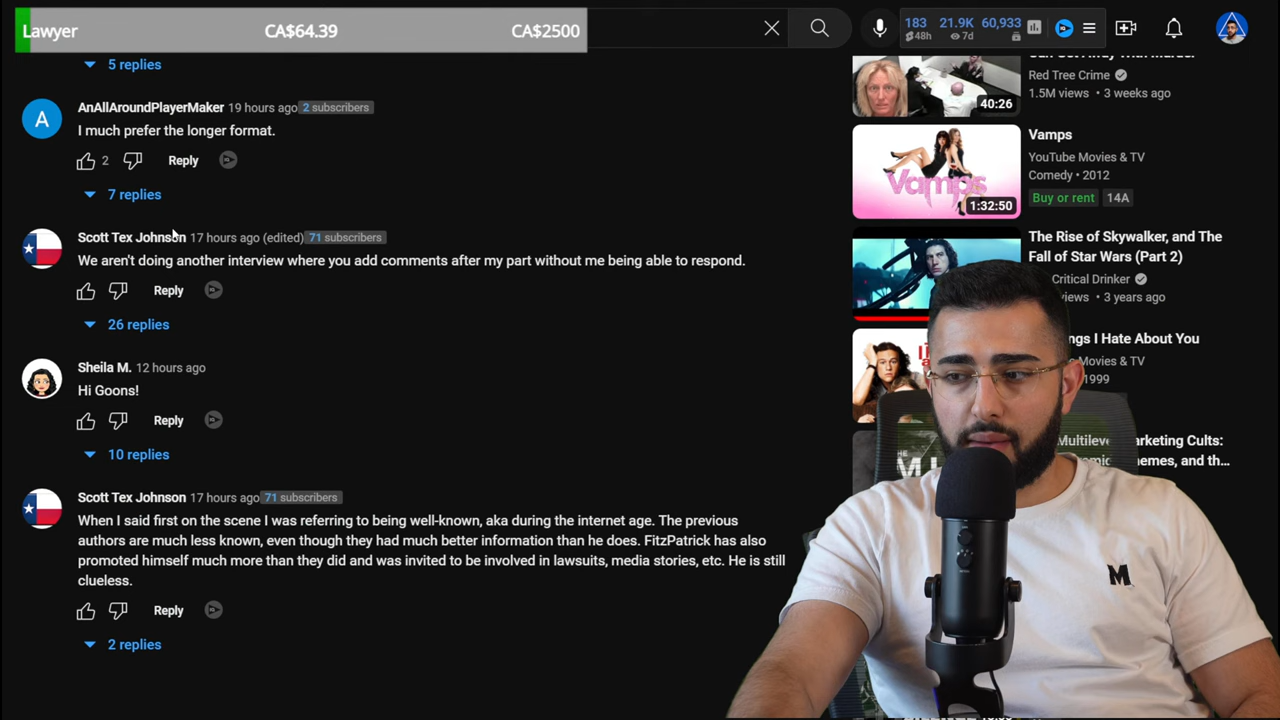 Lawyer CA$64.39 CA$2500
183 21.9K 60,933
48h 7d
5 replies
AnAllAroundPlayerMaker 19 hours ago 2 subscribers
I much prefer the longer format.
2 Reply
7 replies
Scott Tex Johnson 17 hours ago (edited) 71 subscribers
We aren't doing another interview where you add comments after my part without me being able to respond.
Reply
26 replies
Sheila M. 12 hours ago
Hi Goons!
Reply
10 replies
Scott Tex Johnson 17 hours ago 71 subscribers
When I said first on the scene I was referring to being well-known, aka during the internet age. The previous
authors are much less known, even though they had much better information than he does. FitzPatrick has also
promoted himself much more than they did and was invited to be involved in lawsuits, media stories, etc. He is still
clueless.
Reply
2 replies
Red Tree Crime
1.5M views • 3 weeks ago
40:26
Vamps
Vamps
YouTube Movies & TV
Comedy • 2012
Buy or rent 14A
1:32:50
The Rise of Skywalker, and The
Fall of Star Wars (Part 2)
Critical Drinker
views • 3 years ago
I Hate About You
Movies & TV
1999
Cults:
and th...
A
M